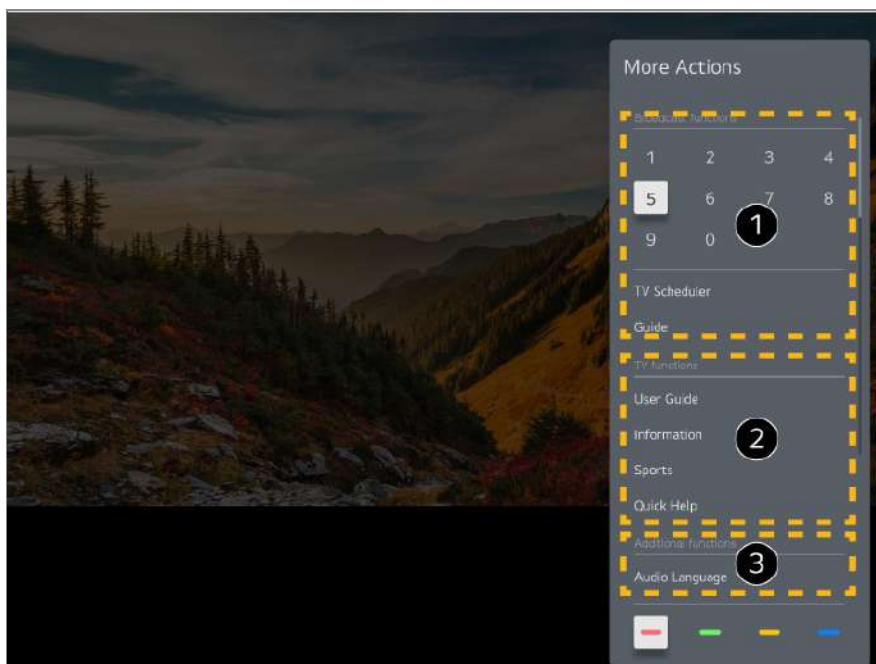 More Actions
Broadcast functions
1 2 3 4
5 6 7 8
9 0
1
TV Scheduler
Guide
TV functions
User Guide
Information
2
Sports
Quick Help
Additional functions
3
Audio Language